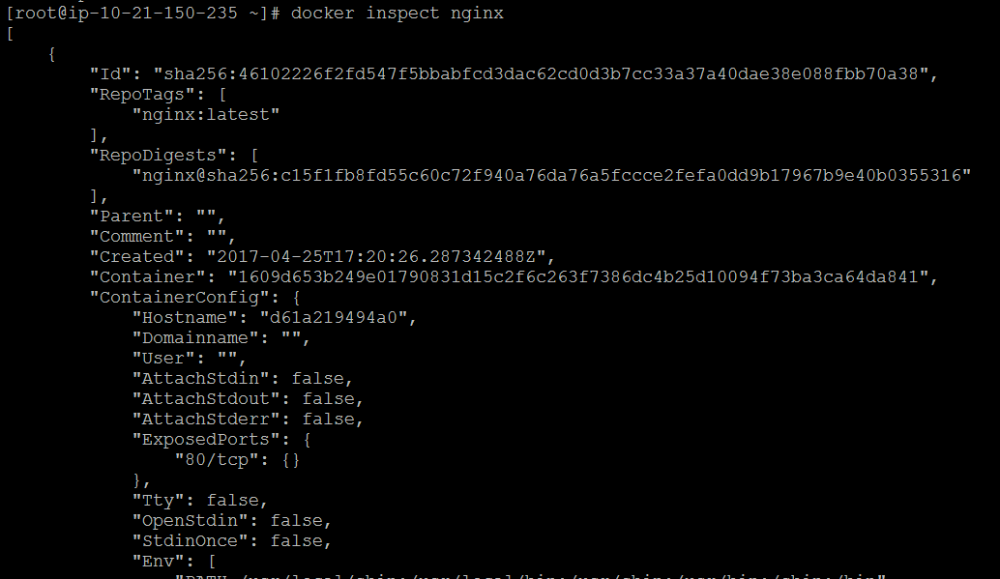 [root@ip-10-21-150-235 ~]# docker inspect nginx
[
    {
        "Id": "sha256:46102226f2fd547f5bbabfcd3dac62cd0d3b7cc33a37a40dae38e088fbb70a38",
        "RepoTags": [
            "nginx:latest"
        ],
        "RepoDigests": [
            "nginx@sha256:c15f1fb8fd55c60c72f940a76da76a5fccce2fefa0dd9b17967b9e40b0355316"
        ],
        "Parent": "",
        "Comment": "",
        "Created": "2017-04-25T17:20:26.287342488Z",
        "Container": "1609d653b249e01790831d15c2f6c263f7386dc4b25d10094f73ba3ca64da841",
        "ContainerConfig": {
            "Hostname": "d61a219494a0",
            "Domainname": "",
            "User": "",
            "AttachStdin": false,
            "AttachStdout": false,
            "AttachStderr": false,
            "ExposedPorts": {
                "80/tcp": {}
            },
            "Tty": false,
            "OpenStdin": false,
            "StdinOnce": false,
            "Env": [